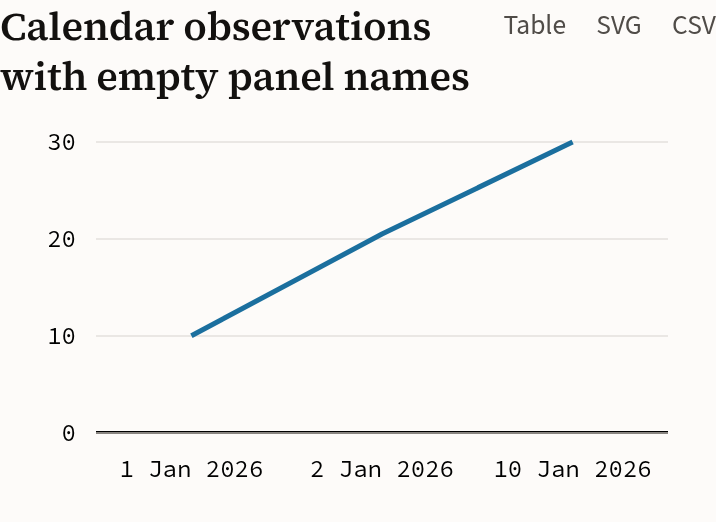 Calendar observations
with empty panel names
Table SVG CSV
30
20
10
0
1 Jan 2026 2 Jan 2026 10 Jan 2026